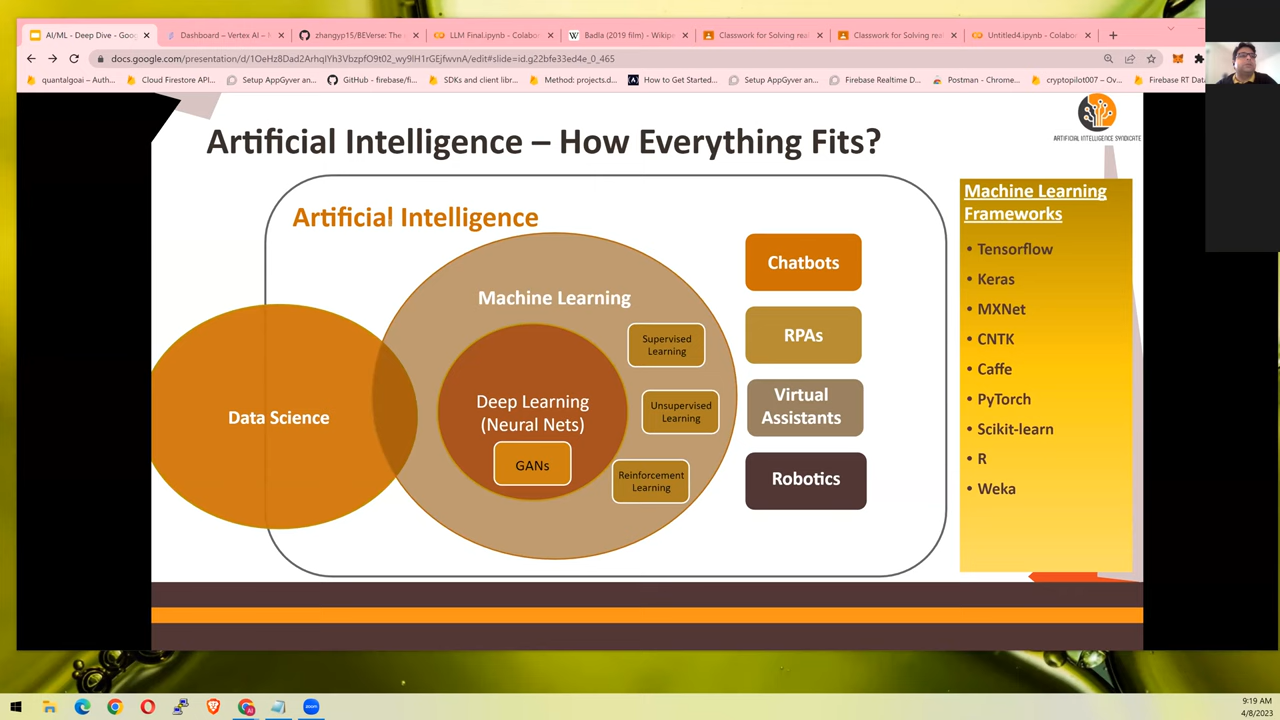 AI/ML - Deep Dive - Goo
Dashboard – Vertex AI –
zhangyp15/BEVerse: The
LLM Final.ipynb - Colabo
Badla (2019 film) - Wikipe
Classwork for Solving real
Classwork for Solving real
Untitled4.ipynb - Colabo
docs.google.com/presentation/d/1OeHz8Dad2ArhqIYh3VbzpfO9t02_wy9lH1rGEjfwvnA/edit#slide=id.g22bfe33ed4e_0_465
quantalgoai – Auth...
Cloud Firestore API...
Setup AppGyver an...
GitHub - firebase/fi...
SDKs and client libr...
Method: projects.d...
How to Get Started...
Setup AppGyver an...
Firebase Realtime D...
Postman - Chrome...
cryptopilot007 – Ov...
Firebase RT Data
Artificial Intelligence – How Everything Fits?
ARTIFICIAL INTELLIGENCE SYNDICATE
Artificial Intelligence
Machine Learning
Data Science
Deep Learning
(Neural Nets)
GANs
Supervised
Learning
Unsupervised
Learning
Reinforcement
Learning
Chatbots
RPAs
Virtual
Assistants
Robotics
Machine Learning
Frameworks
• Tensorflow
• Keras
• MXNet
• CNTK
• Caffe
• PyTorch
• Scikit-learn
• R
• Weka
zoom
9:19 AM
4/8/2023